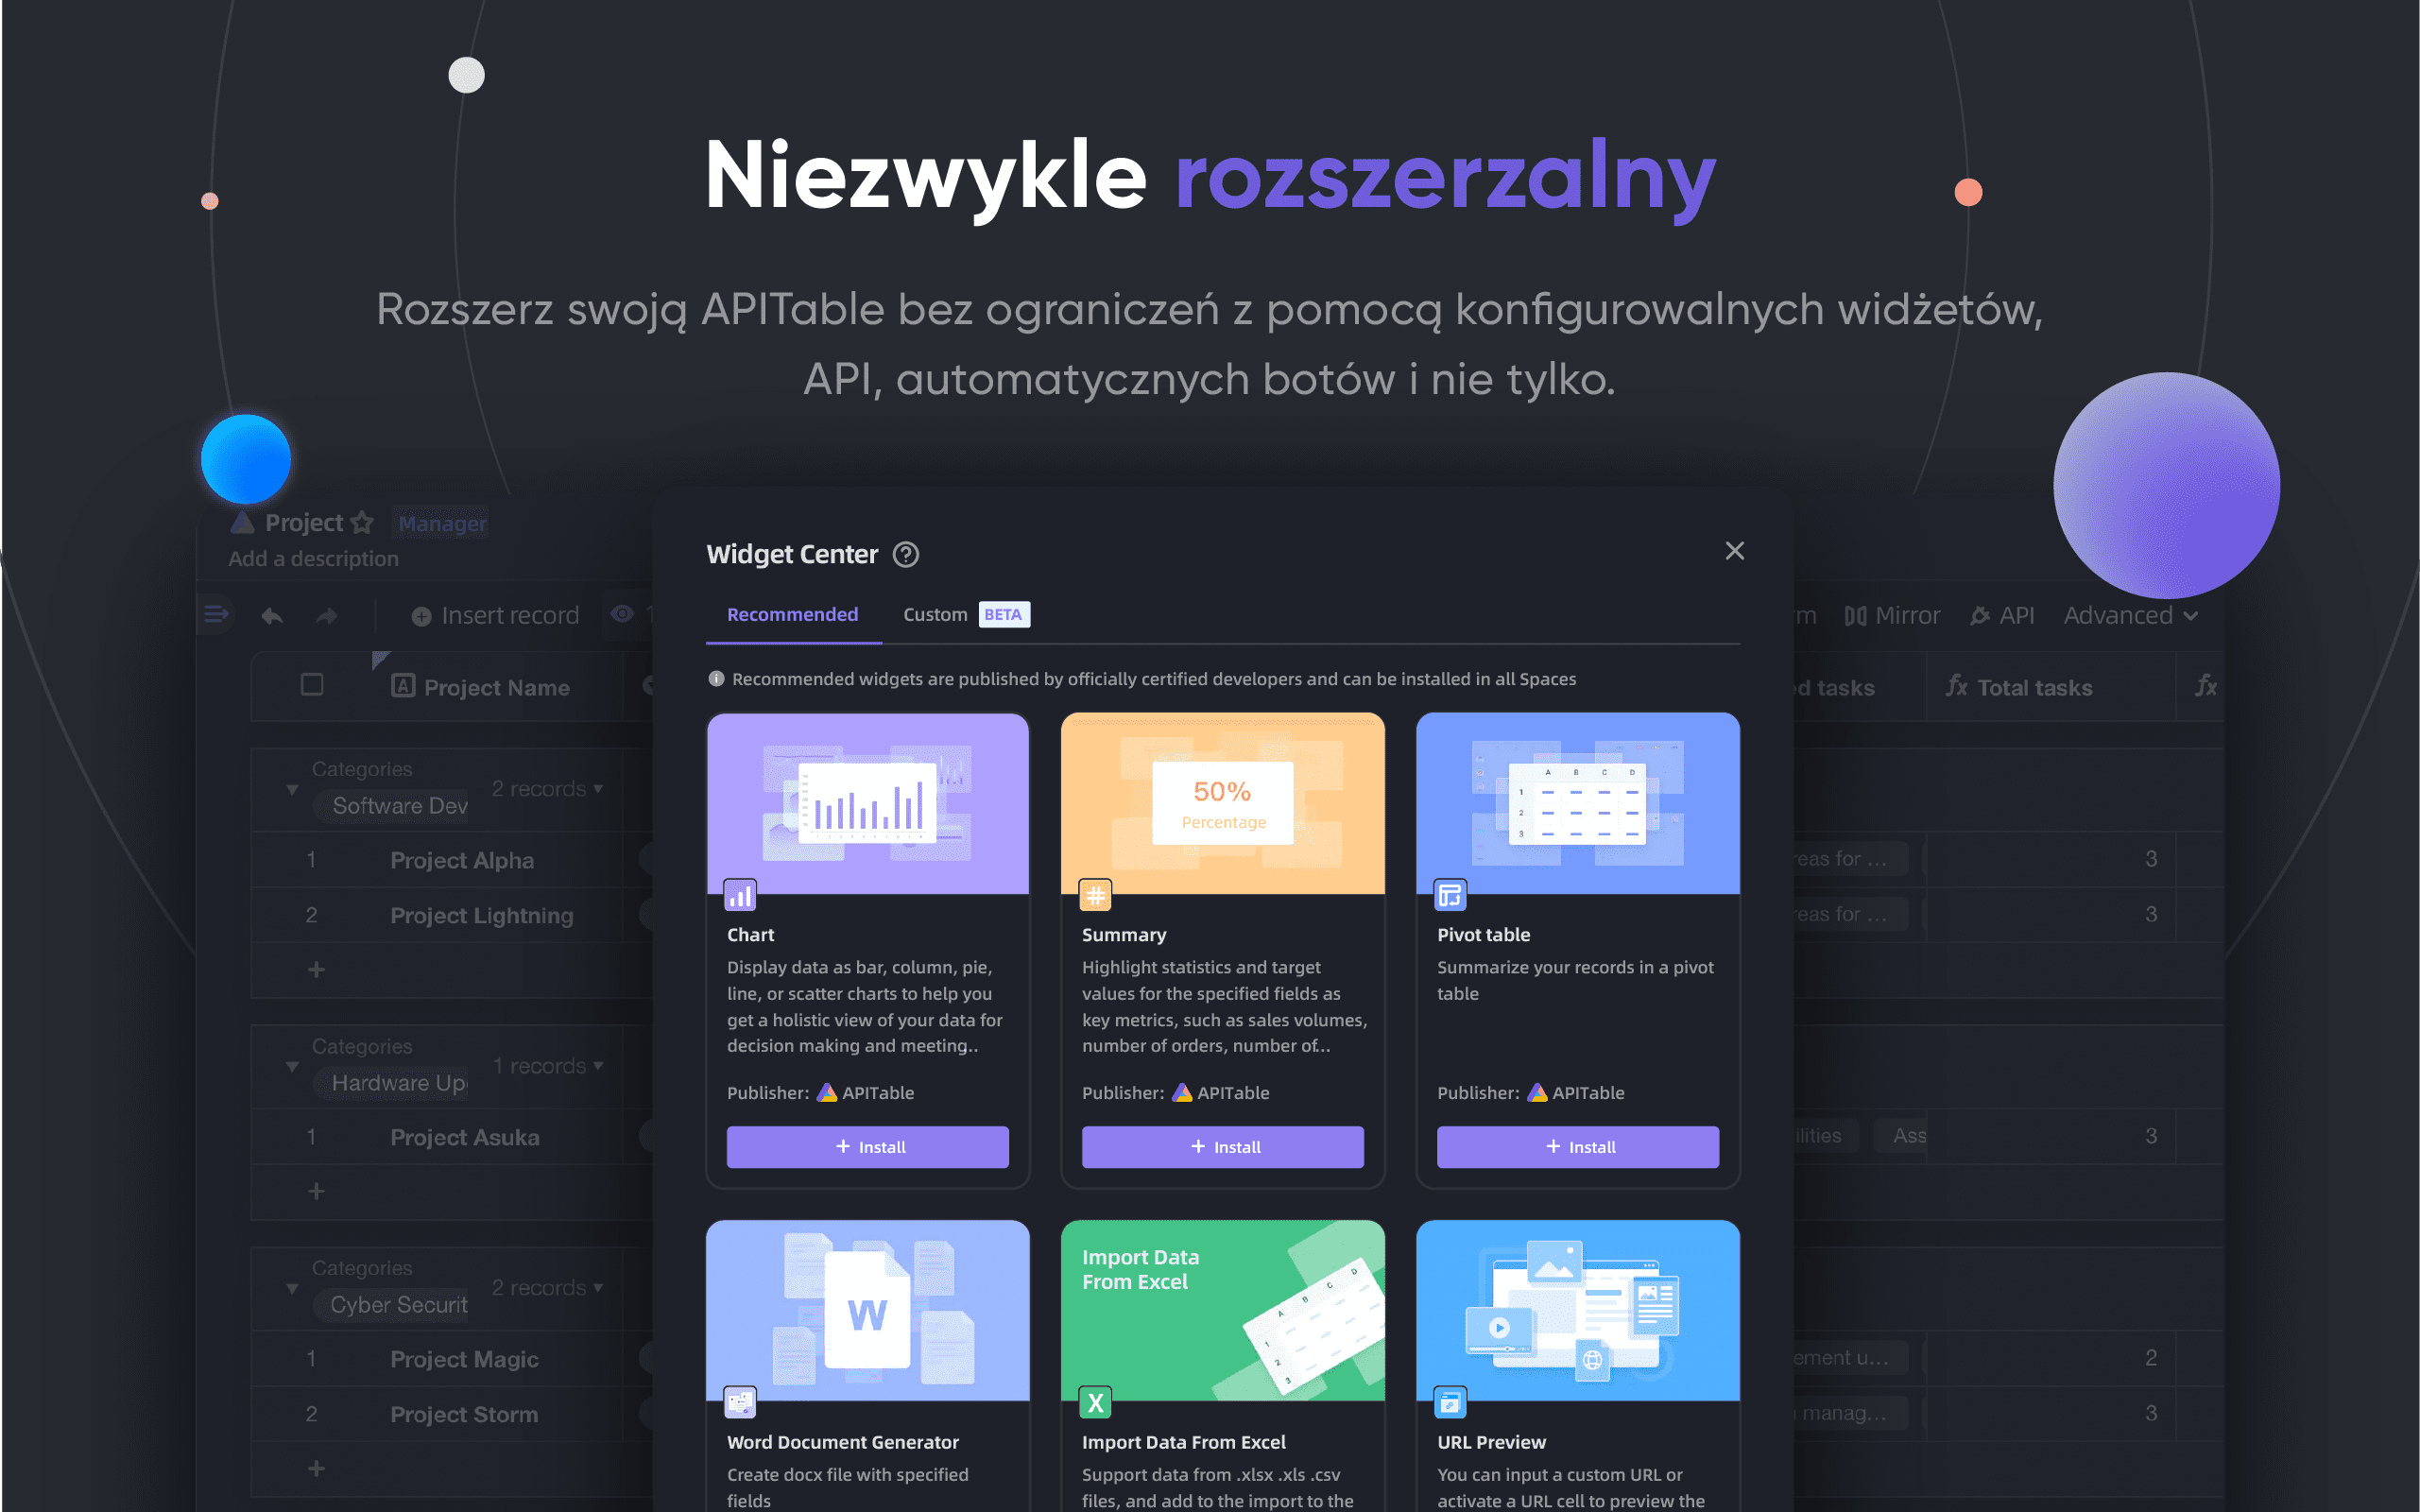 Niezwykle rozszerzalny
Rozszerz swoją APITable bez ograniczeń z pomocą konfigurowalnych widżetów,
API, automatycznych botów i nie tylko.
Project
Manager
Add a description
Insert record
Mirror
API
Advanced
Project Name
tasks
Total tasks
Categories
Software Dev
2 records
1
Project Alpha
3
2
Project Lightning
3
Categories
Hardware Up
1 records
1
Project Asuka
Ass
3
Categories
Cyber Securit
2 records
1
Project Magic
2
2
Project Storm
3
Widget Center
Recommended
Custom
BETA
Recommended widgets are published by officially certified developers and can be installed in all Spaces
Chart
Display data as bar, column, pie,
line, or scatter charts to help you
get a holistic view of your data for
decision making and meeting..
Publisher: APITable
+ Install
50%
Percentage
Summary
Highlight statistics and target
values for the specified fields as
key metrics, such as sales volumes,
number of orders, number of...
Publisher: APITable
+ Install
A B C D
1
2
3
Pivot table
Summarize your records in a pivot
table
Publisher: APITable
+ Install
W
Word Document Generator
Create docx file with specified
fields
Import Data
From Excel
A B C D
1
2
3
X
Import Data From Excel
Support data from .xlsx .xls .csv
files, and add to the import to the
URL Preview
You can input a custom URL or
activate a URL cell to preview the